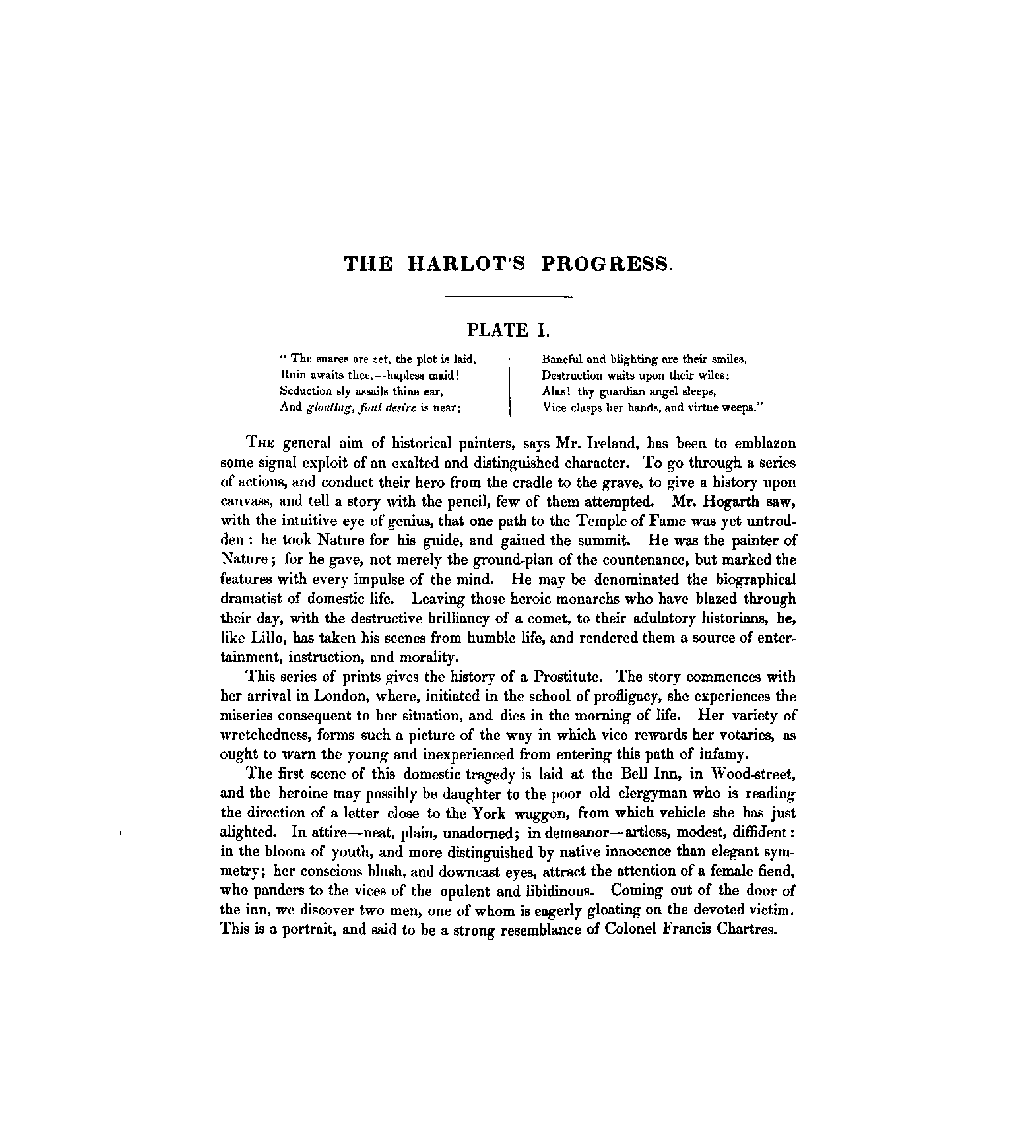 THE HARLOT'S PROGRESS.
PLATE I.
" The snares are set, the plot is laid,
Ruin awaits thee,—hapless maid!
Seduction sly assails thine ear,
And gloating, foul desire is near;
Baneful and blighting are their smiles,
Destruction waits upon their wiles;
Alas! thy guardian angel sleeps,
Vice clasps her hands, and virtue weeps."
THE general aim of historical painters, says Mr. Ireland, has been to emblazon
some signal exploit of an exalted and distinguished character. To go through a series
of actions, and conduct their hero from the cradle to the grave, to give a history upon
canvass, and tell a story with the pencil, few of them attempted. Mr. Hogarth saw,
with the intuitive eye of genius, that one path to the Temple of Fame was yet untrod-
den : he took Nature for his guide, and gained the summit. He was the painter of
Nature; for he gave, not merely the ground-plan of the countenance, but marked the
features with every impulse of the mind. He may be denominated the biographical
dramatist of domestic life. Leaving those heroic monarchs who have blazed through
their day, with the destructive brilliancy of a comet, to their adulatory historians, he,
like Lillo, has taken his scenes from humble life, and rendered them a source of enter-
tainment, instruction, and morality.
This series of prints gives the history of a Prostitute. The story commences with
her arrival in London, where, initiated in the school of profligacy, she experiences the
miseries consequent to her situation, and dies in the morning of life. Her variety of
wretchedness, forms such a picture of the way in which vice rewards her votaries, as
ought to warn the young and inexperienced from entering this path of infamy.
The first scene of this domestic tragedy is laid at the Bell Inn, in Wood-street,
and the heroine may possibly be daughter to the poor old clergyman who is reading
the direction of a letter close to the York waggon, from which vehicle she has just
alighted. In attire—neat, plain, unadorned; in demeanor—artless, modest, diffident :
in the bloom of youth, and more distinguished by native innocence than elegant sym-
metry; her conscious blush, and downcast eyes, attract the attention of a female fiend,
who panders to the vices of the opulent and libidinous. Coming out of the door of
the inn, we discover two men, one of whom is eagerly gloating on the devoted victim.
This is a portrait, and said to be a strong resemblance of Colonel Francis Chartres.